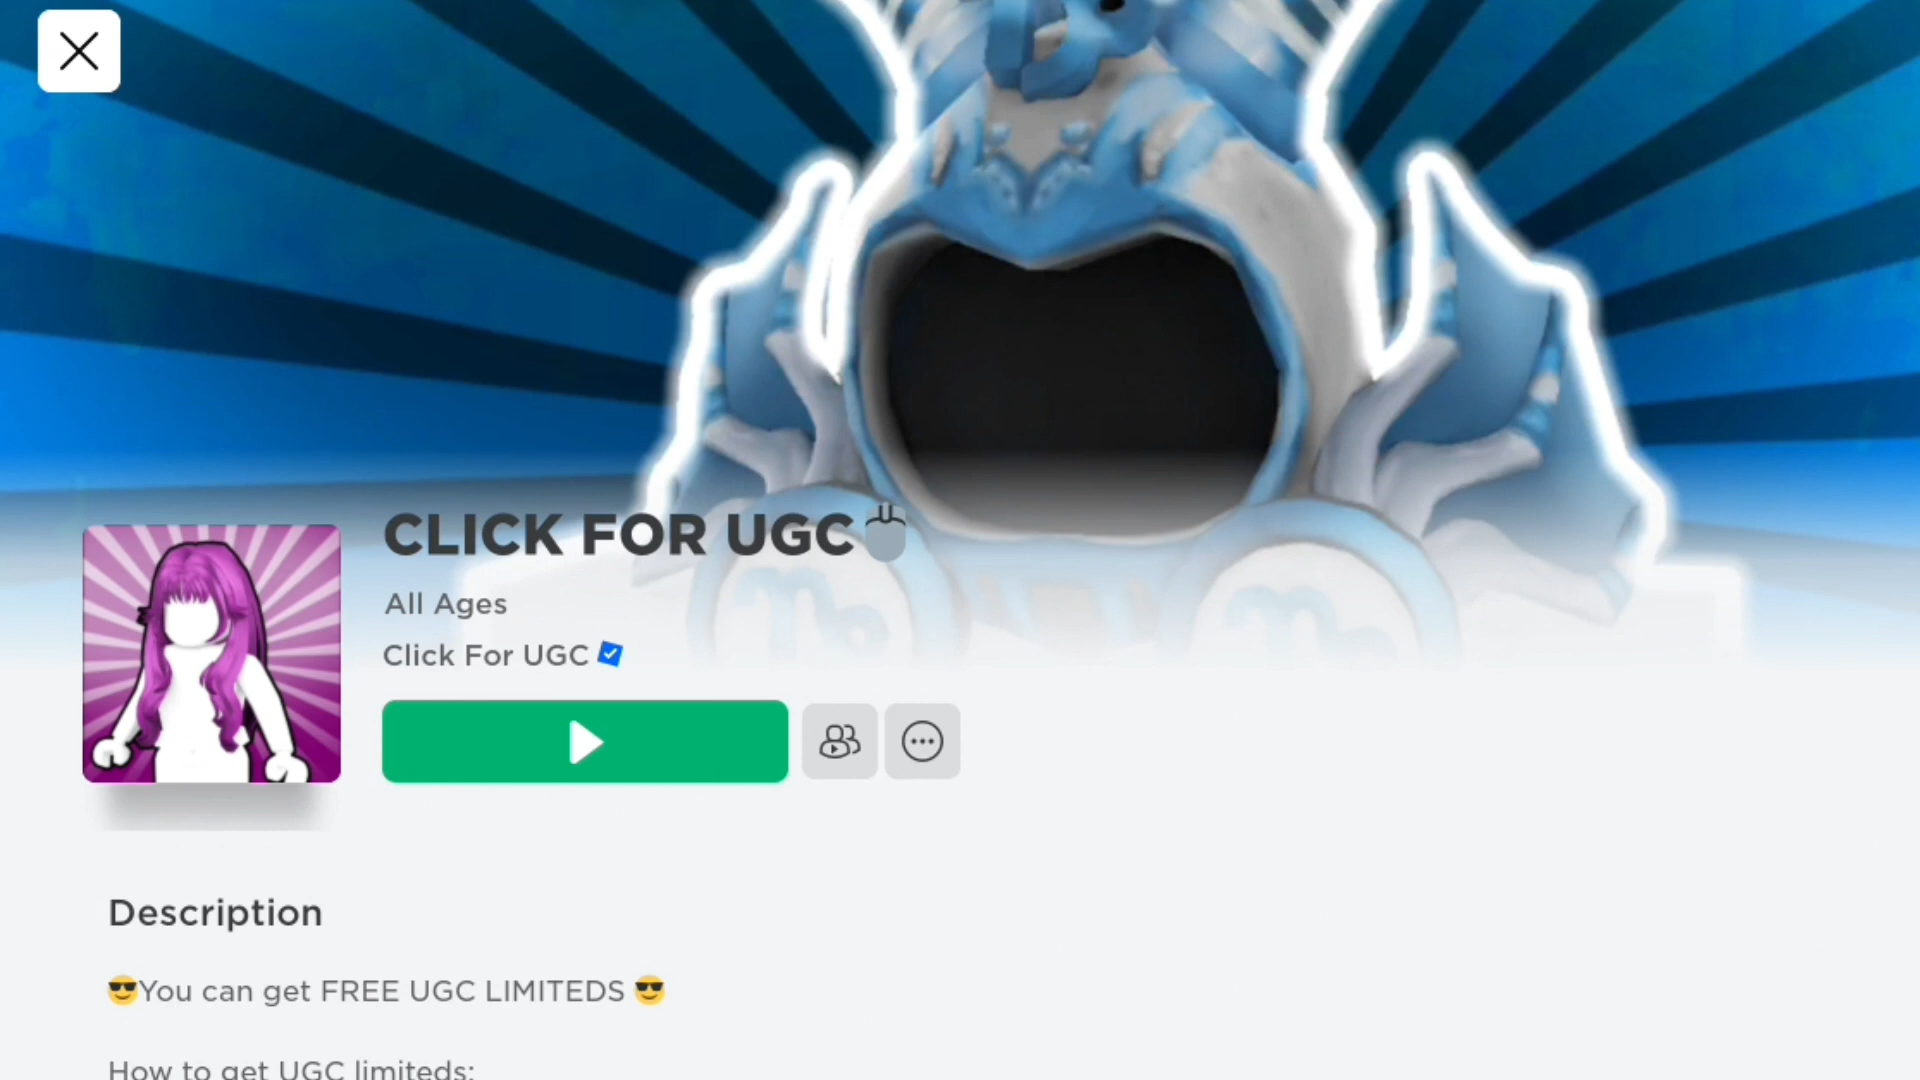 CLICK FOR UGC🖱️
All Ages
Click For UGC
Description
😎You can get FREE UGC LIMITEDS 😎
How to get UGC limiteds: